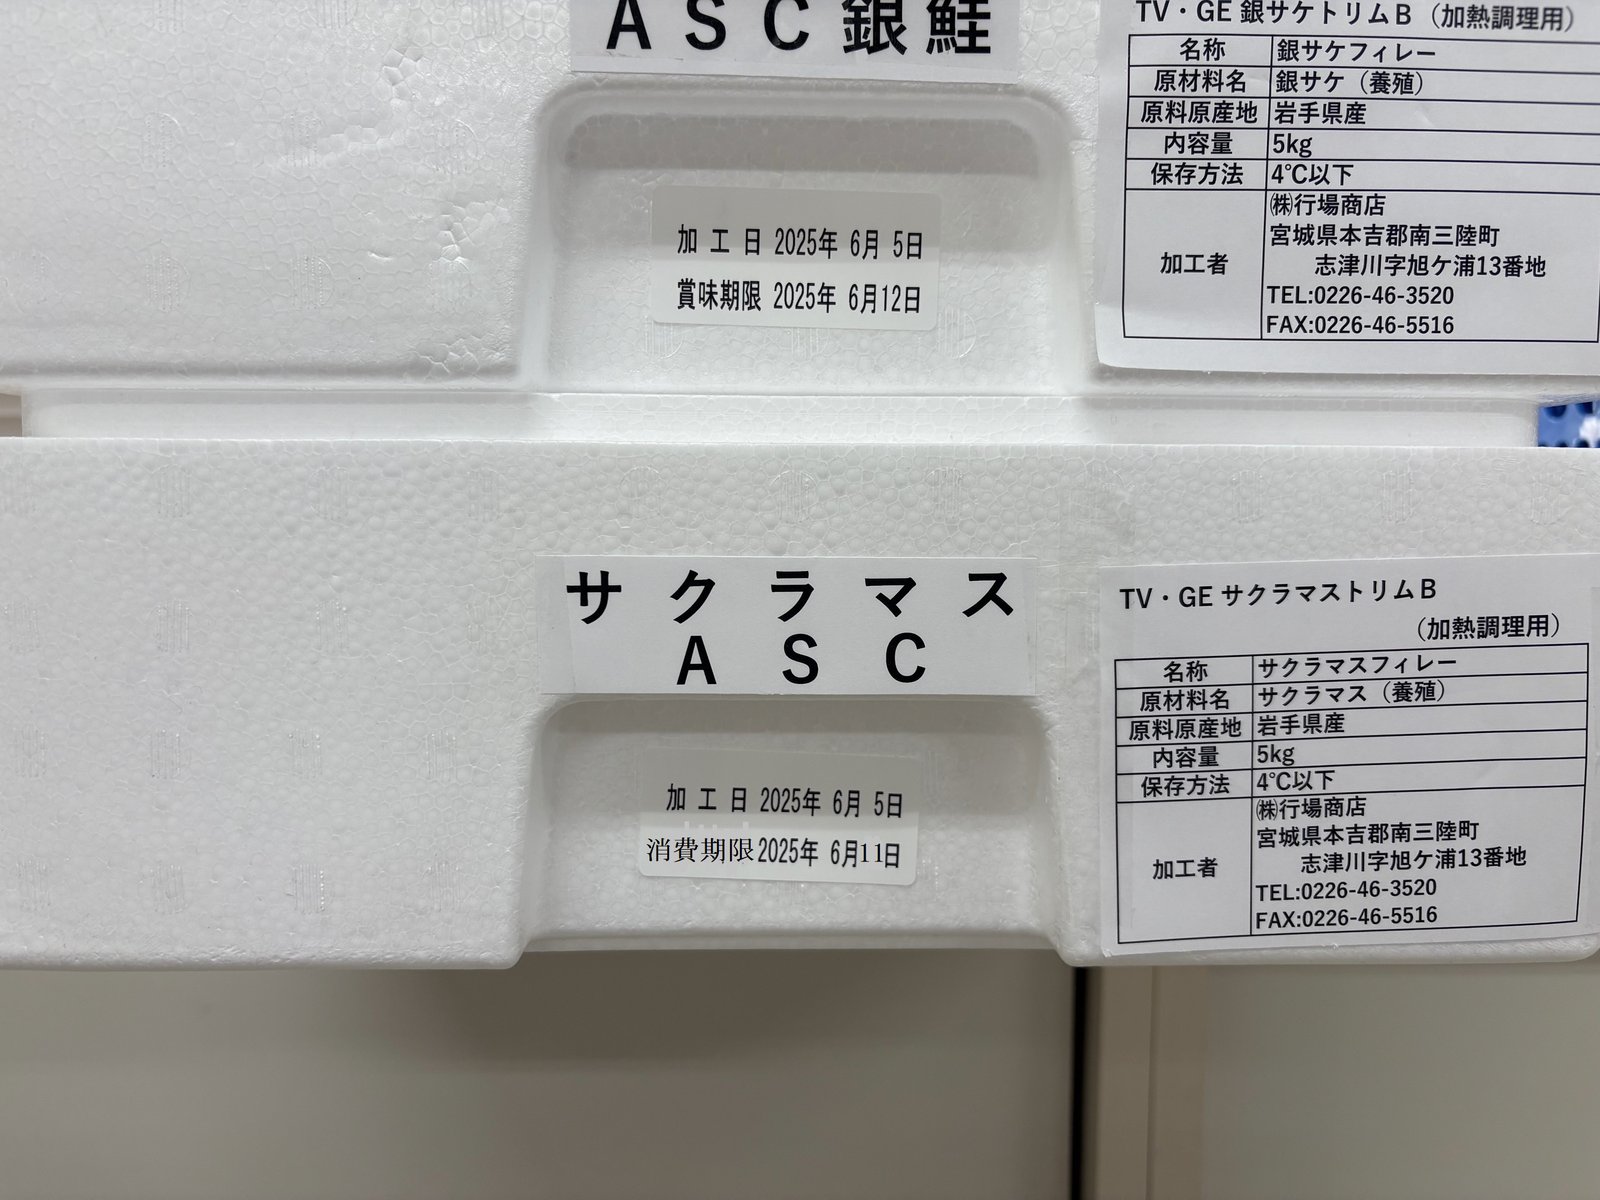 ASC銀鮭
加工日 2025年 6月 5日
賞味期限 2025年 6月12日
TV・GE 銀サケトリムB（加熱調理用）
名称 銀サケフィレー
原材料名 銀サケ（養殖）
原料原産地 岩手県産
内容量 5kg
保存方法 4℃以下
加工者 ㈱行場商店
宮城県本吉郡南三陸町
志津川字旭ケ浦13番地
TEL:0226-46-3520
FAX:0226-46-5516
サクラマス
ASC
加工日 2025年 6月 5日
消費期限 2025年 6月11日
TV・GE サクラマストリムB
（加熱調理用）
名称 サクラマスフィレー
原材料名 サクラマス（養殖）
原料原産地 岩手県産
内容量 5kg
保存方法 4℃以下
加工者 ㈱行場商店
宮城県本吉郡南三陸町
志津川字旭ケ浦13番地
TEL:0226-46-3520
FAX:0226-46-5516